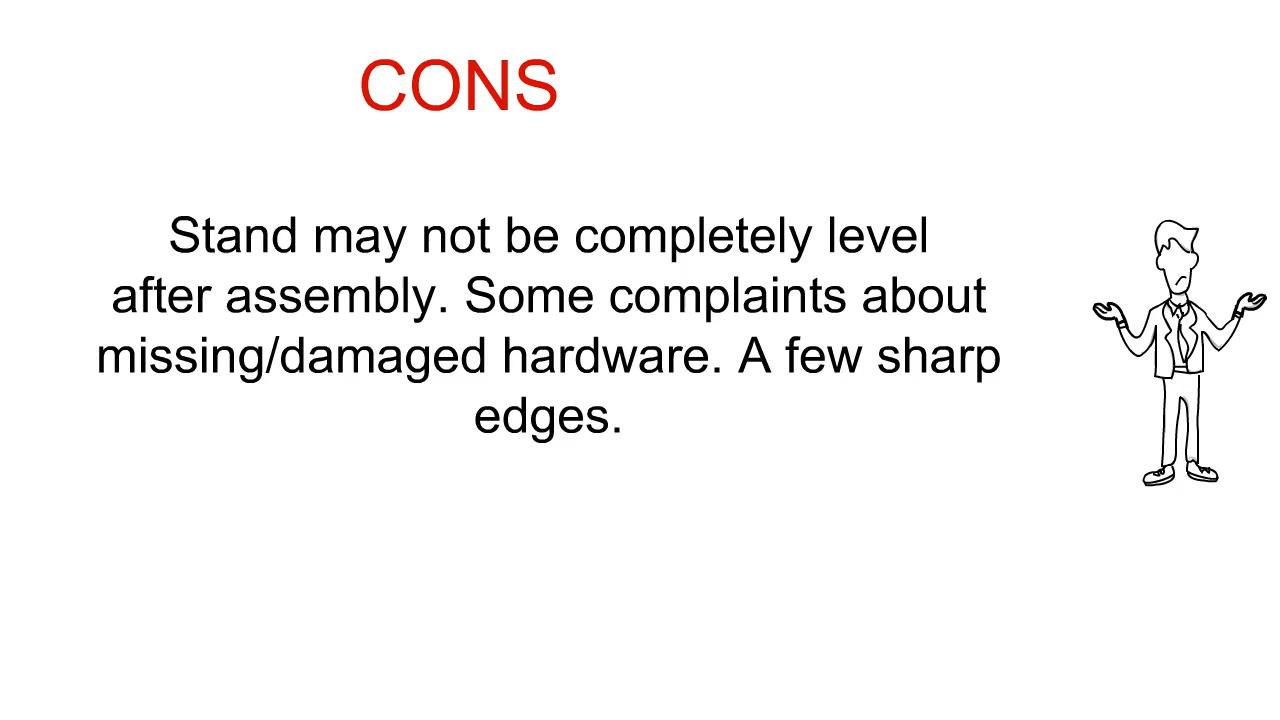 CONS
Stand may not be completely level
after assembly. Some complaints about
missing/damaged hardware. A few sharp
edges.